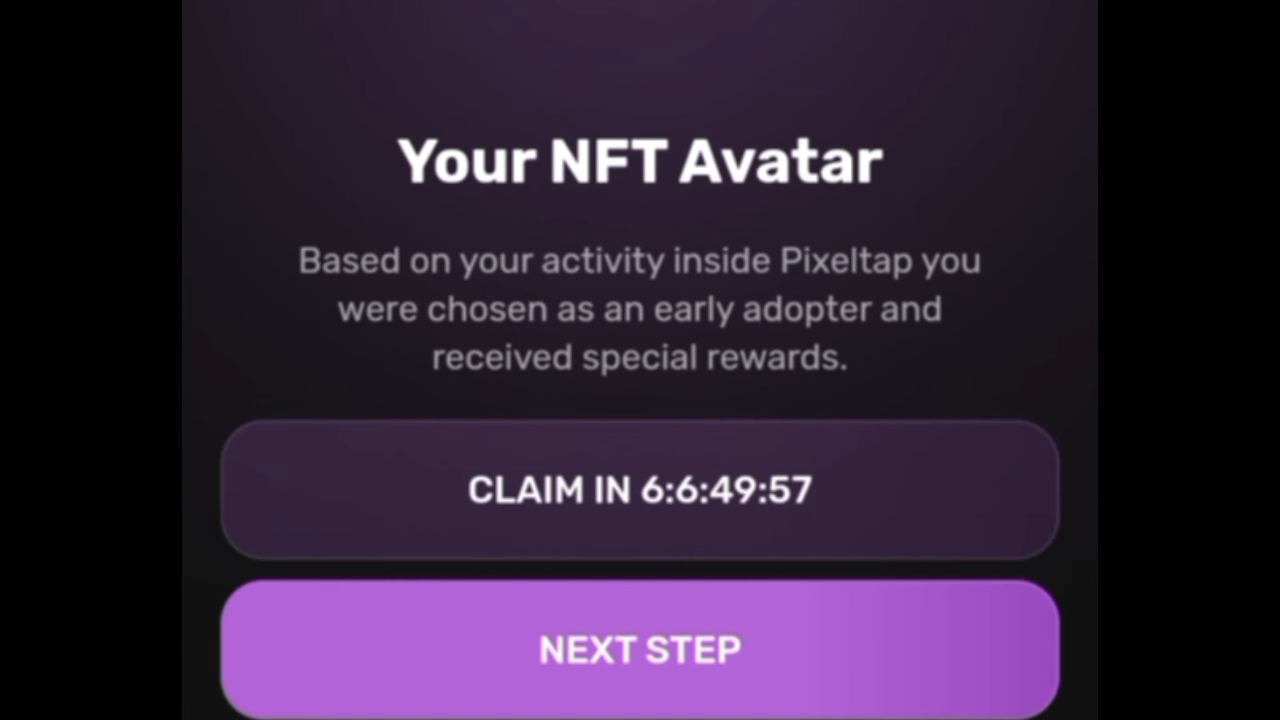 Your NFT Avatar
Based on your activity inside Pixeltap you
were chosen as an early adopter and
received special rewards.
CLAIM IN 6:6:49:57
NEXT STEP